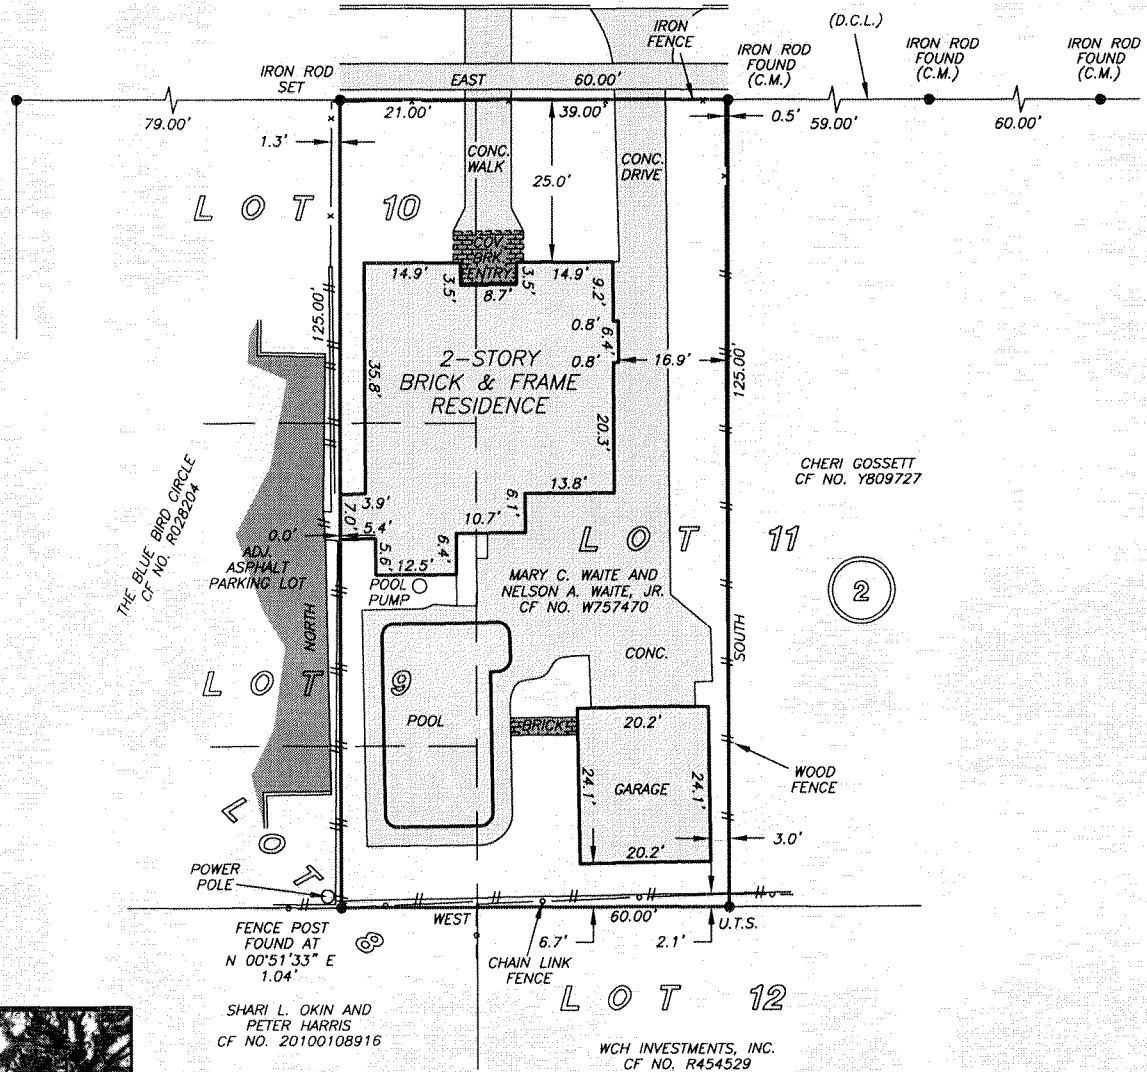 IRON
FENCE
(D.C.L.)
IRON ROD
FOUND
(C.M.)
IRON ROD
FOUND
(C.M.)
IRON ROD
FOUND
(C.M.)
IRON ROD
SET
EAST
60.00'
79.00'
21.00'
39.00'
0.5'
59.00'
60.00'
1.3'
CONC.
WALK
CONC.
DRIVE
25.0'
LOT 10
COV.
BRK.
ENTRY
14.9'
3.5'
8.7'
3.5'
14.9'
9.2'
0.8'
6.4'
0.8'
16.9'
125.00'
125.00'
35.8'
2-STORY
BRICK & FRAME
RESIDENCE
20.3'
13.8'
6.1'
10.7'
3.9'
7.0'
5.4'
0.0'
5.6'
12.5'
6.4'
CHERI GOSSETT
CF NO. Y809727
THE BLUE BIRD CIRCLE
CF NO. R028204
ADJ.
ASPHALT
PARKING LOT
LOT 11
POOL
PUMP
MARY C. WAITE AND
NELSON A. WAITE, JR.
CF NO. W757470
2
NORTH
SOUTH
CONC.
LOT 9
POOL
BRICK
20.2'
24.1'
GARAGE
24.1'
20.2'
WOOD
FENCE
3.0'
LOT 8
POWER
POLE
WEST
60.00'
U.T.S.
FENCE POST
FOUND AT
N 00°51'33" E
1.04'
6.7'
2.1'
CHAIN LINK
FENCE
LOT 12
SHARI L. OKIN AND
PETER HARRIS
CF NO. 20100108916
WCH INVESTMENTS, INC.
CF NO. R454529